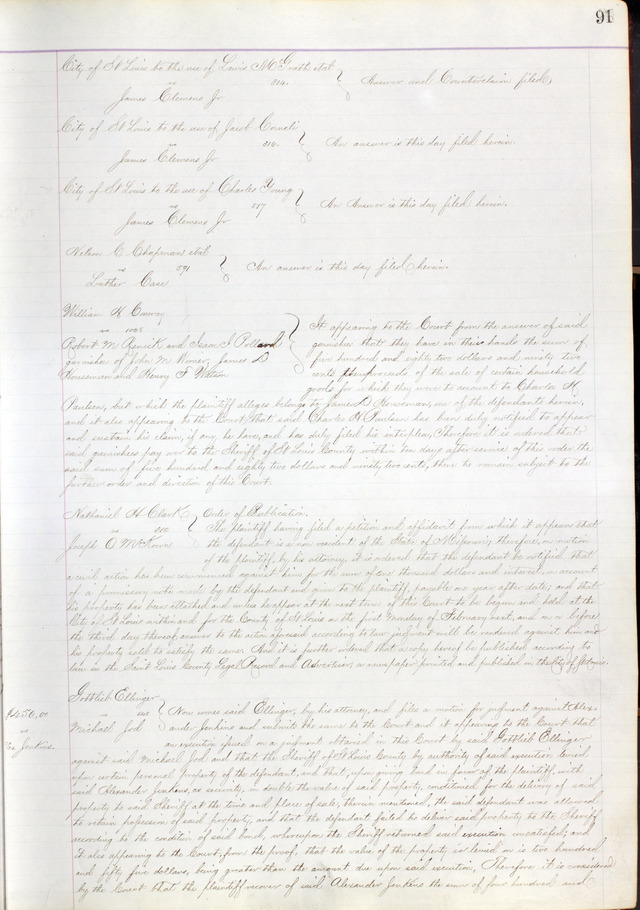 91
City of St Louis to the use of Lewis McGrath et al
vs 314.
James Clemens Jr
Answer and Counterclaim filed
City of St Louis to the use of Jacob
vs 316.
James Clemens Jr
An answer is this day filed herein.
City of St Louis to the use of Charles Young
vs 317
James Clemens Jr
An Answer is this day filed herein.
Nelson C Chapman et al
vs 391
Luther Case
An answer is this day filed herein.
William H
vs
Robert M Renick and Isaac J Pollard
garnishee of John M Wimer, James D
Houseman and Henry T Watson
It appearing to the Court from the answer of said
garnishee that they have in their hands the sum of
five hundred and eighty two dollars and ninety two
cents the proceeds of the sale of certain household
goods for which they were to account to Charles H
Paulsen, but which the plaintiff alleges belongs to James D Houseman, one of the defendants herein,
and it also appearing to the Court that said Charles H Paulsen has been duly notified to appear
and sustain his claim, if any he have, and has duly filed his interplea, Therefore it is ordered that
said garnishees pay over to the Sheriff of St Louis County within ten days after service of this order the
said sum of five hundred and eighty two dollars and ninety two cents, there to remain subject to the
further order and direction of this Court.
Nathaniel H Clark
vs
Joseph O McKown
Order of Publication.
The plaintiff having filed a petition and affidavit from which it appears that
the defendant is a non resident of the State of Missouri; therefore, on motion
of the plaintiff, by his attorney, it is ordered that the defendant be notified that
a civil action has been commenced against him for the sum of one thousand dollars and interest, on account
of a promissory note made by the defendant and given to the plaintiff, payable one year after date; and that
his property has been attached and unless he appear at the next term of this Court to be begun and held at the
City of St Louis within and for the County of St Louis on the first Monday of February next, and on or before
the third day thereof, answer to the action aforesaid according to law judgment will be rendered against him and
his property sold to satisfy the same. And it is further ordered that a copy hereof be published according to
law in the Saint Louis County Legal Record and Advertiser, a newspaper printed and published in the City of St Louis.
Gottlieb Ellinger
vs
Michael Jod
$456.00
vs
Jenkins
Now comes said Ellinger, by his attorney, and files a motion for judgment against Alex-
ander Jenkins and submits the same to the Court and it appearing to the Court that
an execution issued on a judgment obtained in this Court by said Gottlieb Ellinger
against said Michael Jod and that the Sheriff of St Louis County by authority of said execution levied
upon certain personal property of the defendant, and that, upon giving bond in favor of the plaintiff, with
said Alexander Jenkins, as security, in double the value of said property, conditioned for the delivery of said
property to said Sheriff at the time and place of sale, therein mentioned, the said defendant was allowed
to retain possession of said property, and that the defendant failed to deliver said property to the Sheriff
according to the condition of said bond, whereupon the Sheriff returned said execution unsatisfied; and
it also appearing to the Court, from the proof, that the value of the property so levied on is two hundred
and fifty five dollars, being greater than the amount due upon said execution, Therefore it is considered
by the Court that the plaintiff recover of said Alexander Jenkins the sum of four hundred and